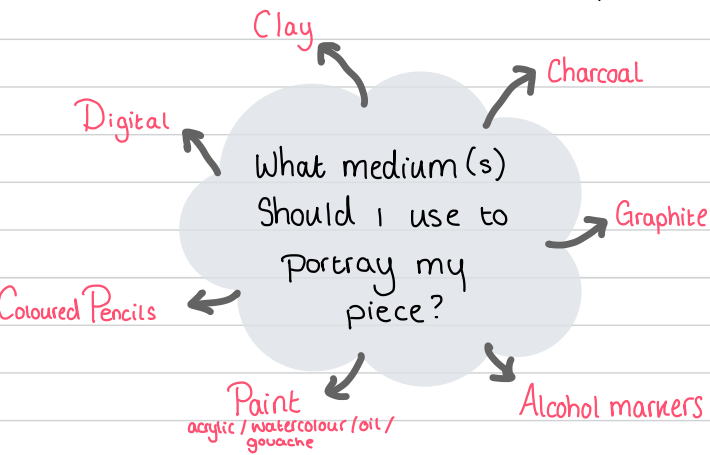 Clay
Charcoal
Digital
What medium(s)
Should I use to
portray my
piece?
Graphite
Coloured Pencils
Paint
acrylic/watercolour/oil/
gouache
Alcohol markers